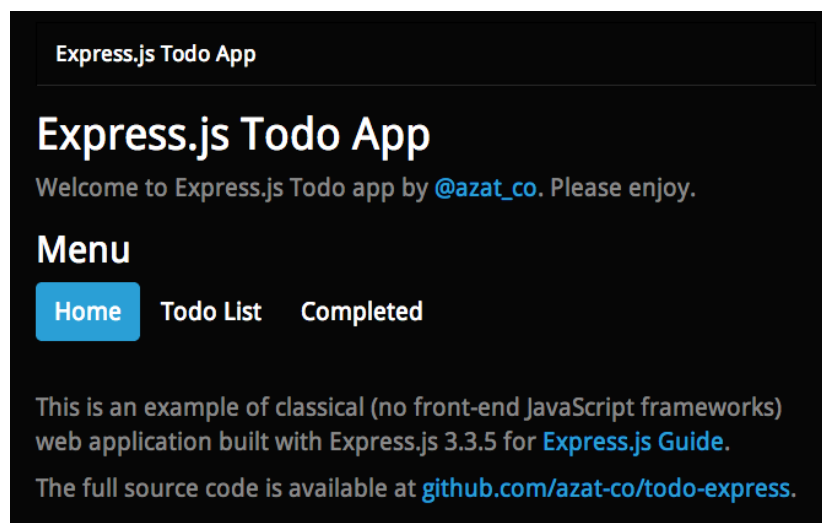 Express.js Todo App
Express.js Todo App
Welcome to Express.js Todo app by @azat_co. Please enjoy.
Menu
Home Todo List Completed
This is an example of classical (no front-end JavaScript frameworks)
web application built with Express.js 3.3.5 for Express.js Guide.
The full source code is available at github.com/azat-co/todo-express.